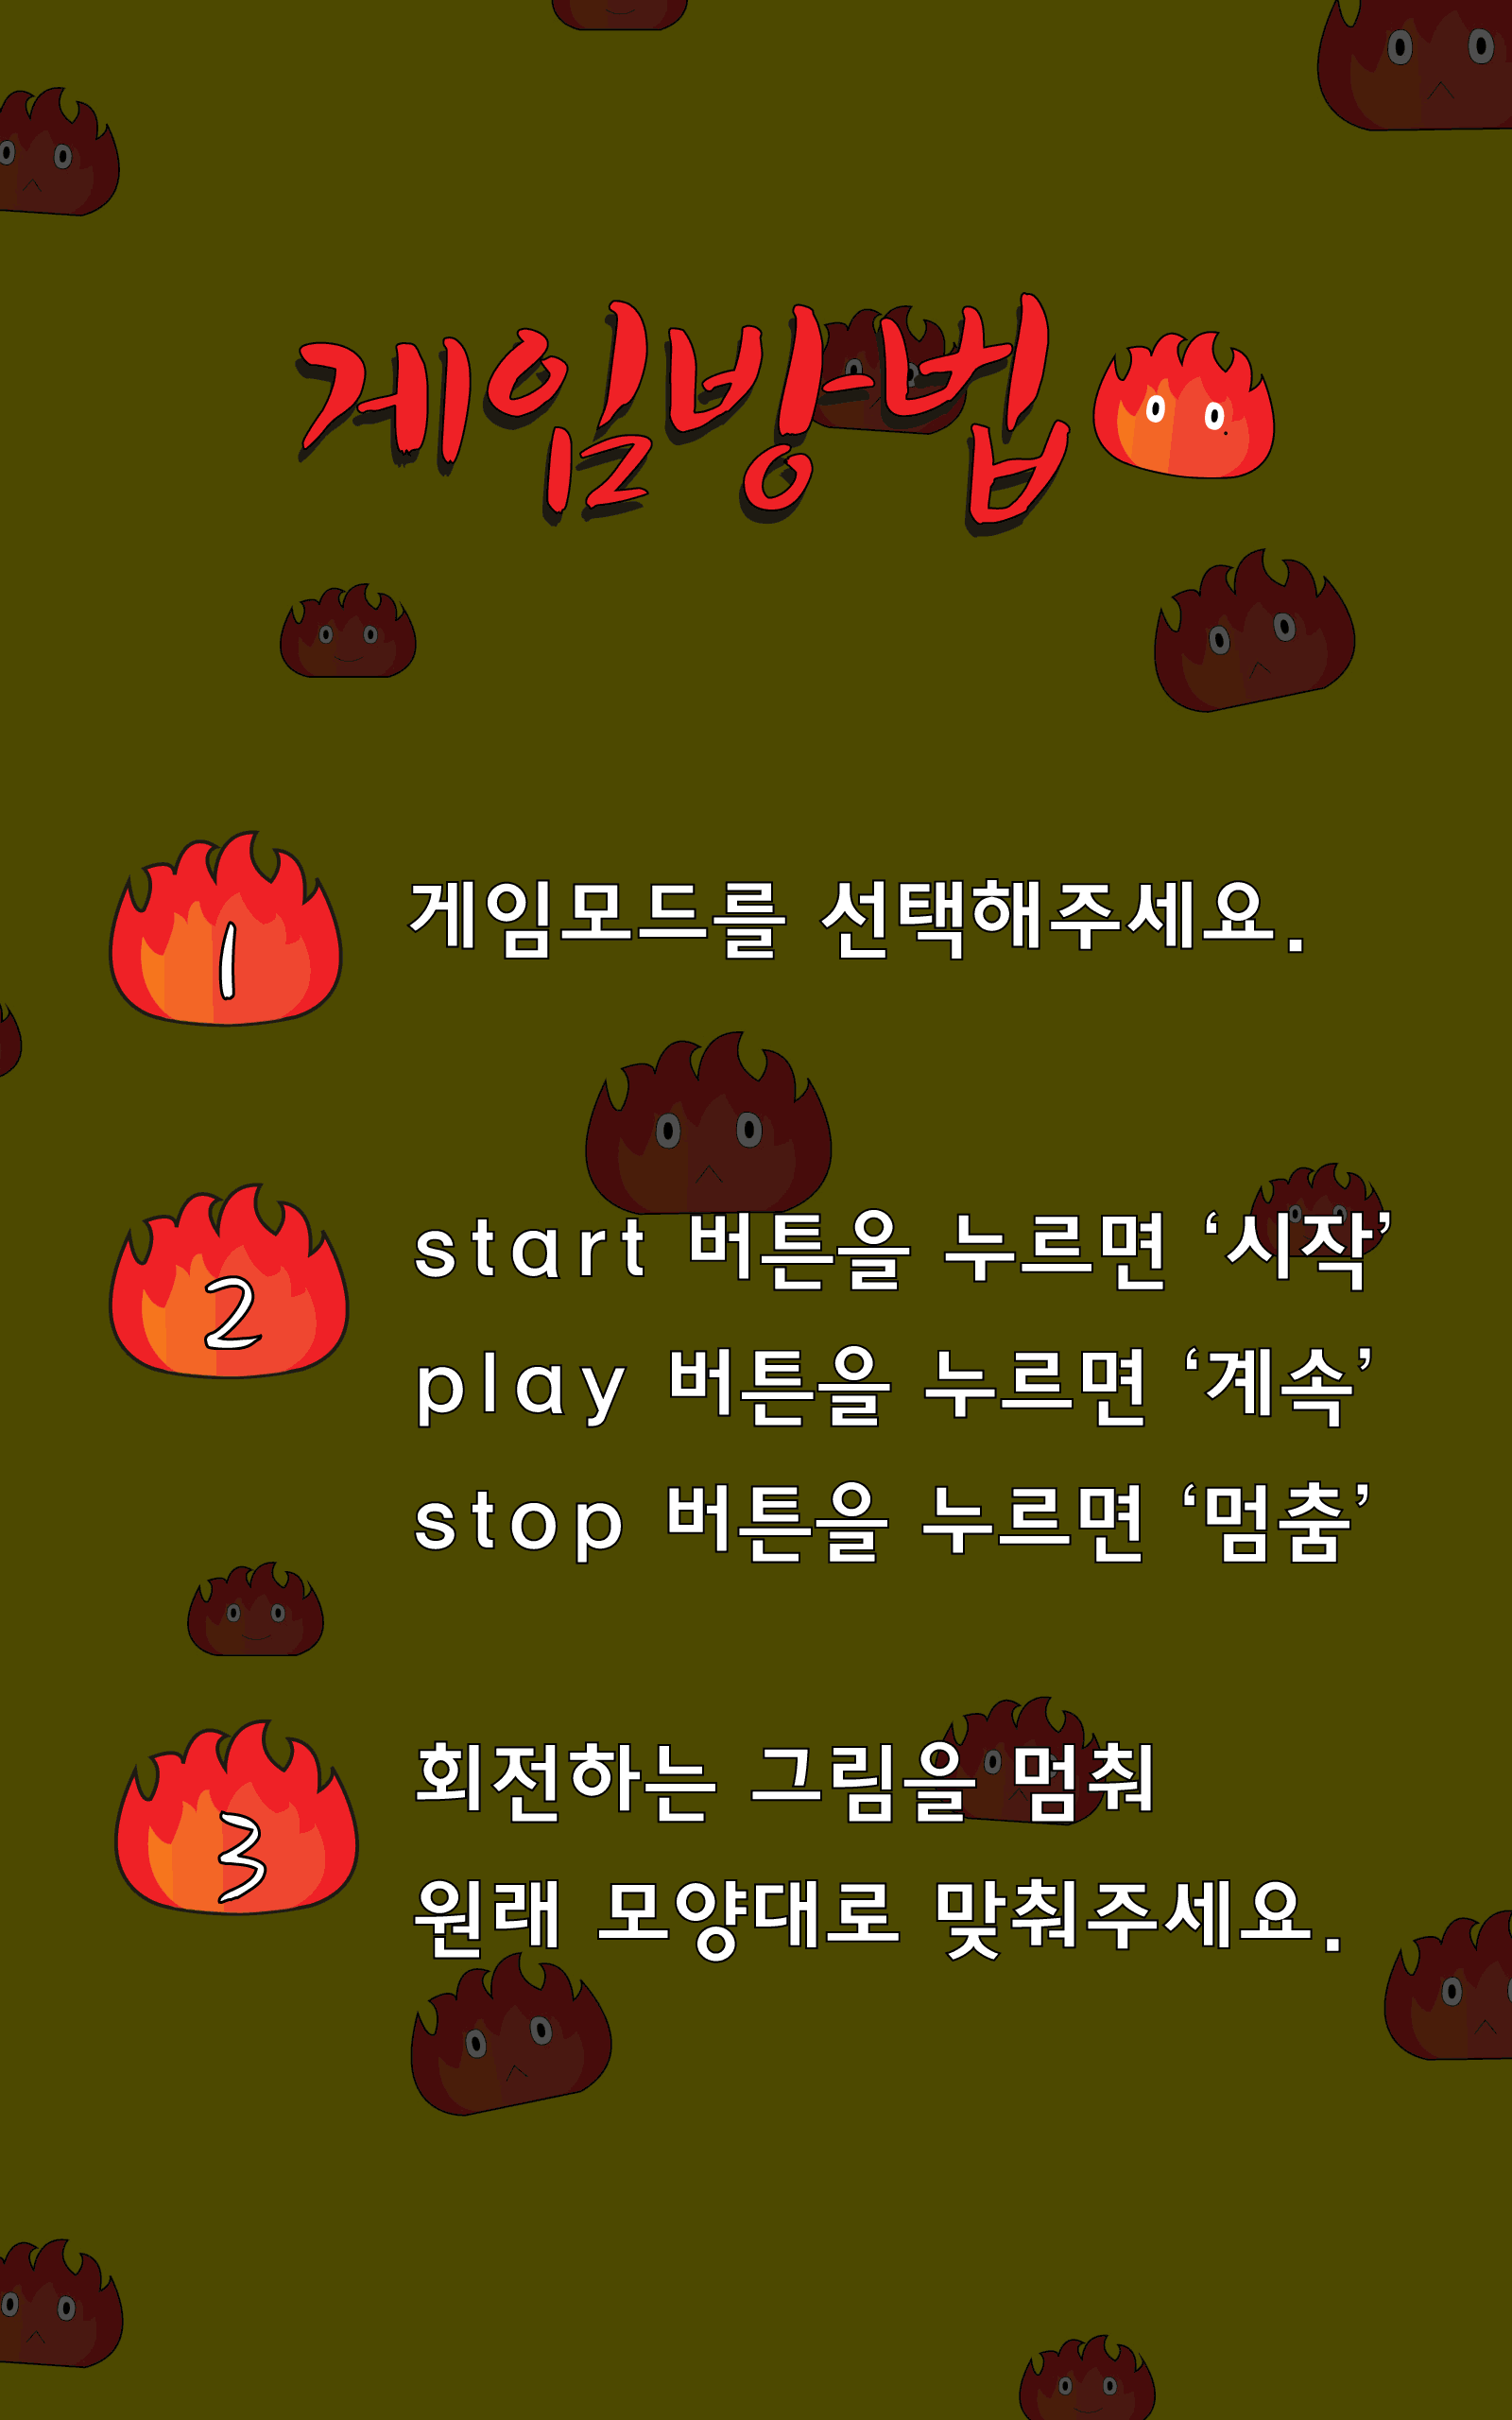 게임방법
1
게임모드를 선택해주세요.
2
start 버튼을 누르면 ‘시작’
play 버튼을 누르면 ‘계속’
stop 버튼을 누르면 ‘멈춤’
3
회전하는 그림을 멈춰
원래 모양대로 맞춰주세요.